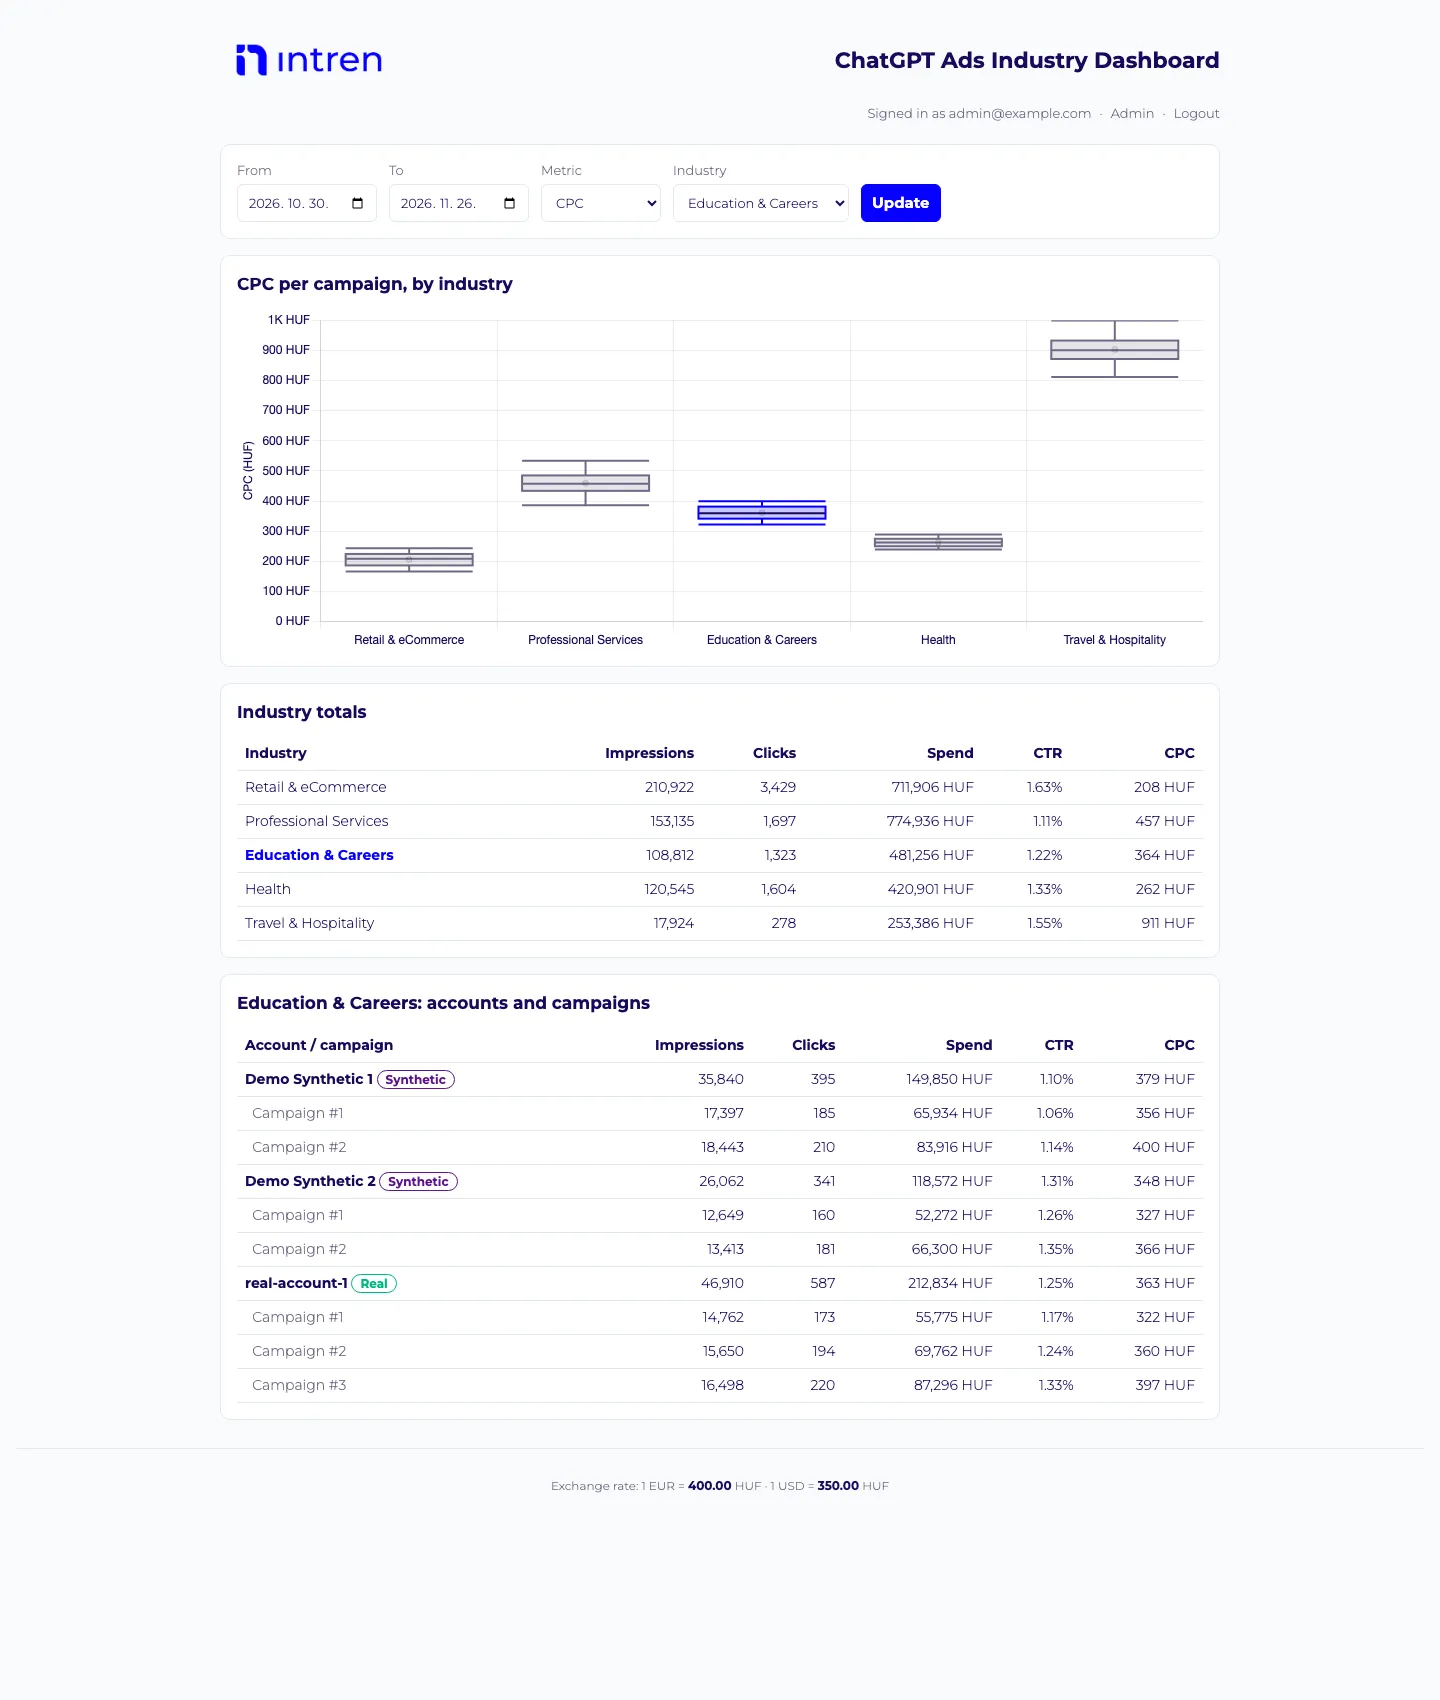 intren
ChatGPT Ads Industry Dashboard
Signed in as admin@example.com · Admin · Logout
From To Metric Industry
2026. 10. 30. 2026. 11. 26. CPC Education & Careers Update
CPC per campaign, by industry
CPC (HUF)
1K HUF
900 HUF
800 HUF
700 HUF
600 HUF
500 HUF
400 HUF
300 HUF
200 HUF
100 HUF
0 HUF
Retail & eCommerce Professional Services Education & Careers Health Travel & Hospitality
Industry totals
Industry Impressions Clicks Spend CTR CPC
Retail & eCommerce 210,922 3,429 711,906 HUF 1.63% 208 HUF
Professional Services 153,135 1,697 774,936 HUF 1.11% 457 HUF
Education & Careers 108,812 1,323 481,256 HUF 1.22% 364 HUF
Health 120,545 1,604 420,901 HUF 1.33% 262 HUF
Travel & Hospitality 17,924 278 253,386 HUF 1.55% 911 HUF
Education & Careers: accounts and campaigns
Account / campaign Impressions Clicks Spend CTR CPC
Demo Synthetic 1 Synthetic 35,840 395 149,850 HUF 1.10% 379 HUF
Campaign #1 17,397 185 65,934 HUF 1.06% 356 HUF
Campaign #2 18,443 210 83,916 HUF 1.14% 400 HUF
Demo Synthetic 2 Synthetic 26,062 341 118,572 HUF 1.31% 348 HUF
Campaign #1 12,649 160 52,272 HUF 1.26% 327 HUF
Campaign #2 13,413 181 66,300 HUF 1.35% 366 HUF
real-account-1 Real 46,910 587 212,834 HUF 1.25% 363 HUF
Campaign #1 14,762 173 55,775 HUF 1.17% 322 HUF
Campaign #2 15,650 194 69,762 HUF 1.24% 360 HUF
Campaign #3 16,498 220 87,296 HUF 1.33% 397 HUF
Exchange rate: 1 EUR = 400.00 HUF · 1 USD = 350.00 HUF